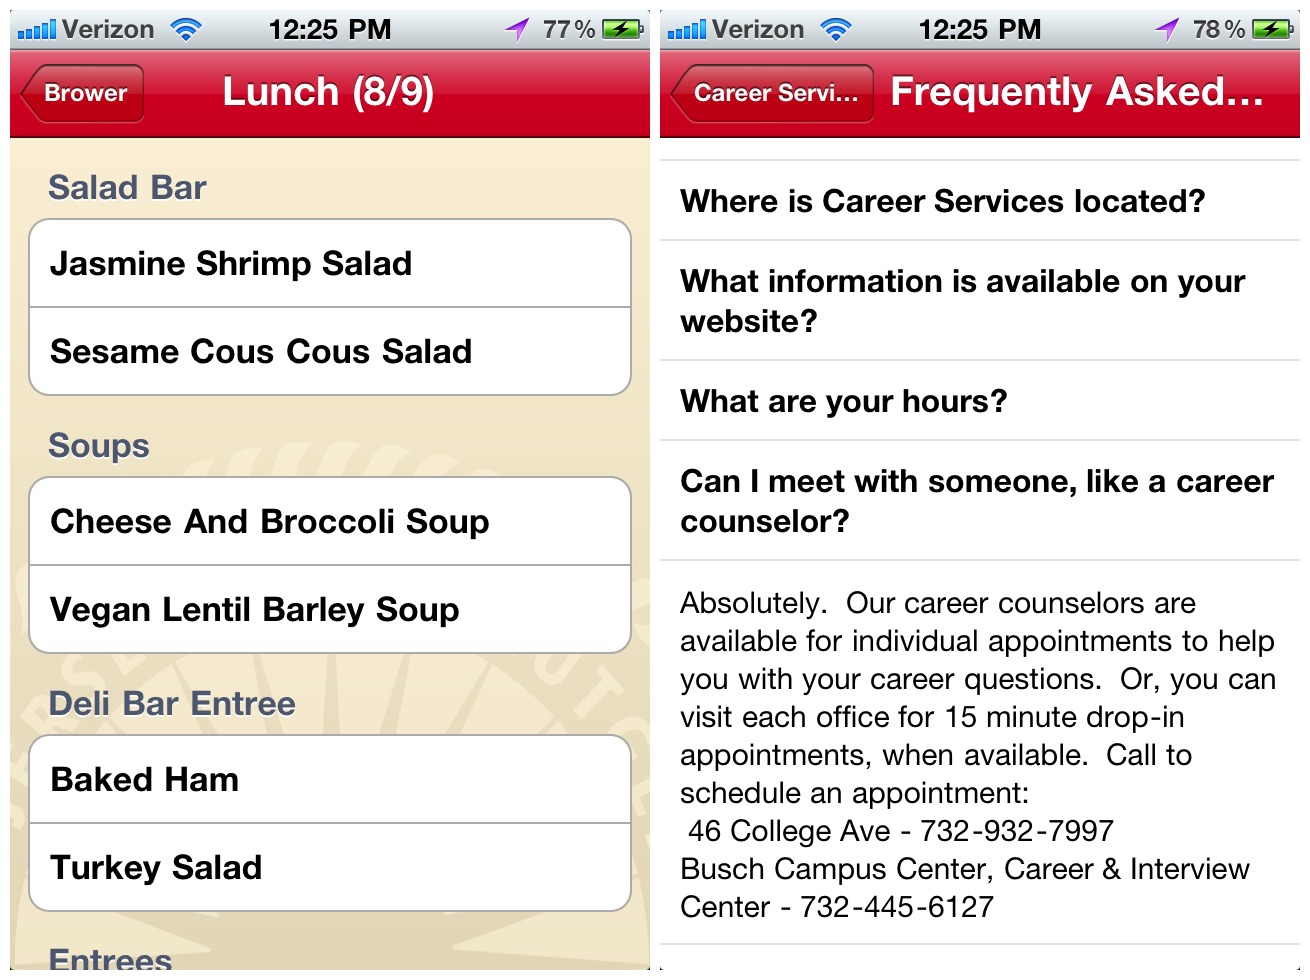 Verizon 12:25 PM 77%
Brower Lunch (8/9)
Salad Bar
Jasmine Shrimp Salad
Sesame Cous Cous Salad
Soups
Cheese And Broccoli Soup
Vegan Lentil Barley Soup
Deli Bar Entree
Baked Ham
Turkey Salad
Entrees
Verizon 12:25 PM 78%
Career Servi... Frequently Asked...
Where is Career Services located?
What information is available on your
website?
What are your hours?
Can I meet with someone, like a career
counselor?
Absolutely.  Our career counselors are
available for individual appointments to help
you with your career questions.  Or, you can
visit each office for 15 minute drop-in
appointments, when available.  Call to
schedule an appointment:
46 College Ave - 732-932-7997
Busch Campus Center, Career & Interview
Center - 732-445-6127